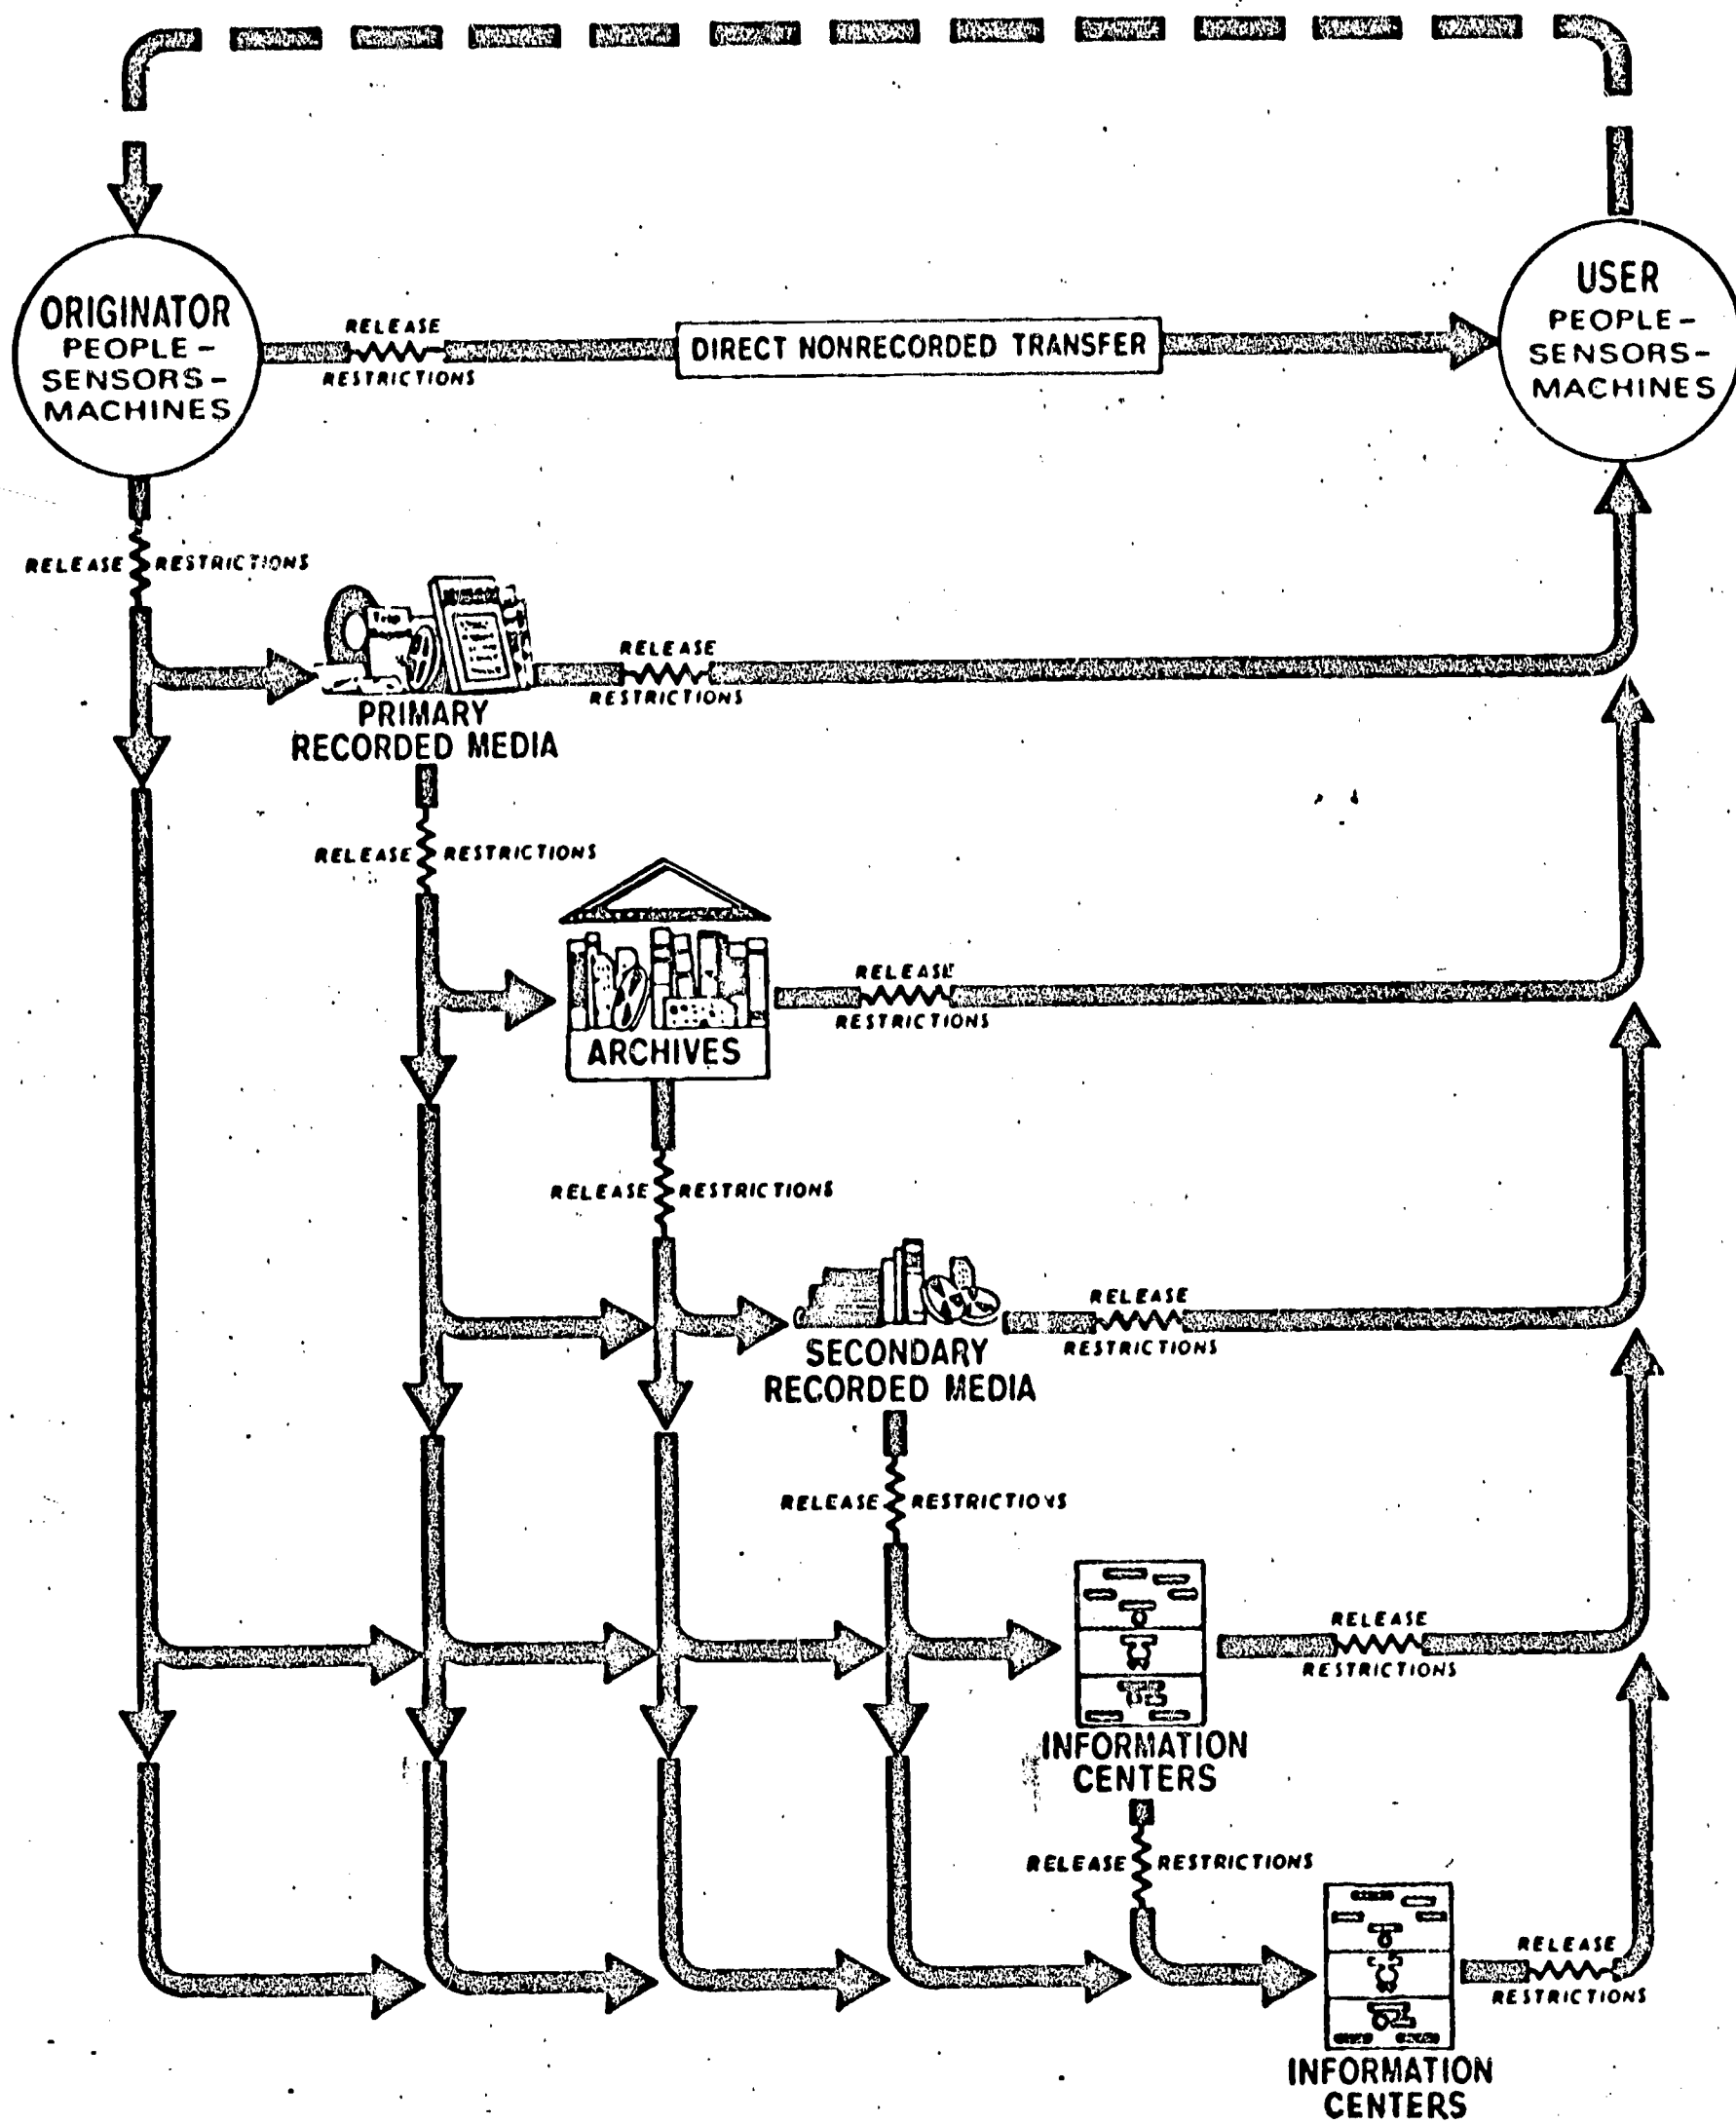 ORIGINATOR
PEOPLE-
SENSORS-
MACHINES
RELEASE
RESTRICTIONS
DIRECT NONRECORDED TRANSFER
USER
PEOPLE-
SENSORS-
MACHINES
RELEASE RESTRICTIONS
RELEASE
RESTRICTIONS
PRIMARY
RECORDED MEDIA
RELEASE RESTRICTIONS
RELEASE
RESTRICTIONS
ARCHIVES
RELEASE RESTRICTIONS
RELEASE
RESTRICTIONS
SECONDARY
RECORDED MEDIA
RELEASE RESTRICTIONS
RELEASE
RESTRICTIONS
INFORMATION
CENTERS
RELEASE RESTRICTIONS
RELEASE
RESTRICTIONS
INFORMATION
CENTERS